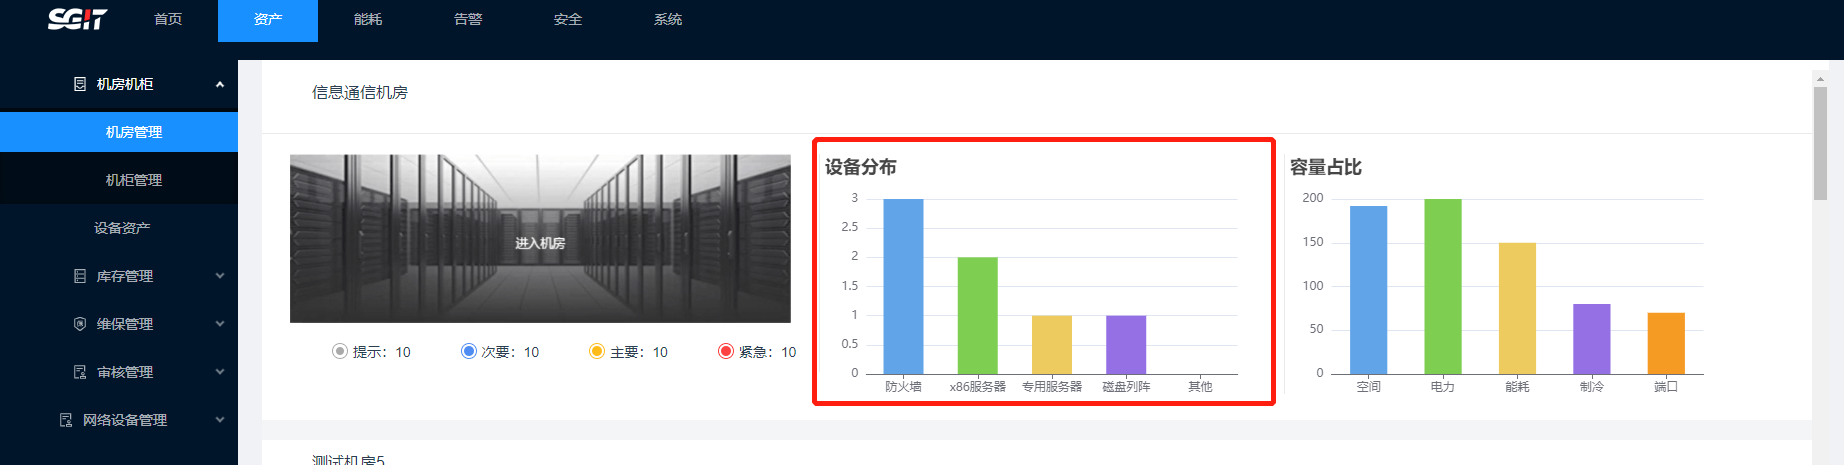 SGIT
首页
资产
能耗
告警
安全
系统
机房机柜
机房管理
机柜管理
设备资产
库存管理
维保管理
审核管理
网络设备管理
信息通信机房
进入机房
提示：10
次要：10
主要：10
紧急：10
设备分布
3
2.5
2
1.5
1
0.5
0
防火墙
x86服务器
专用服务器
磁盘列阵
其他
容量占比
200
150
100
50
0
空间
电力
能耗
制冷
端口
测试机房5